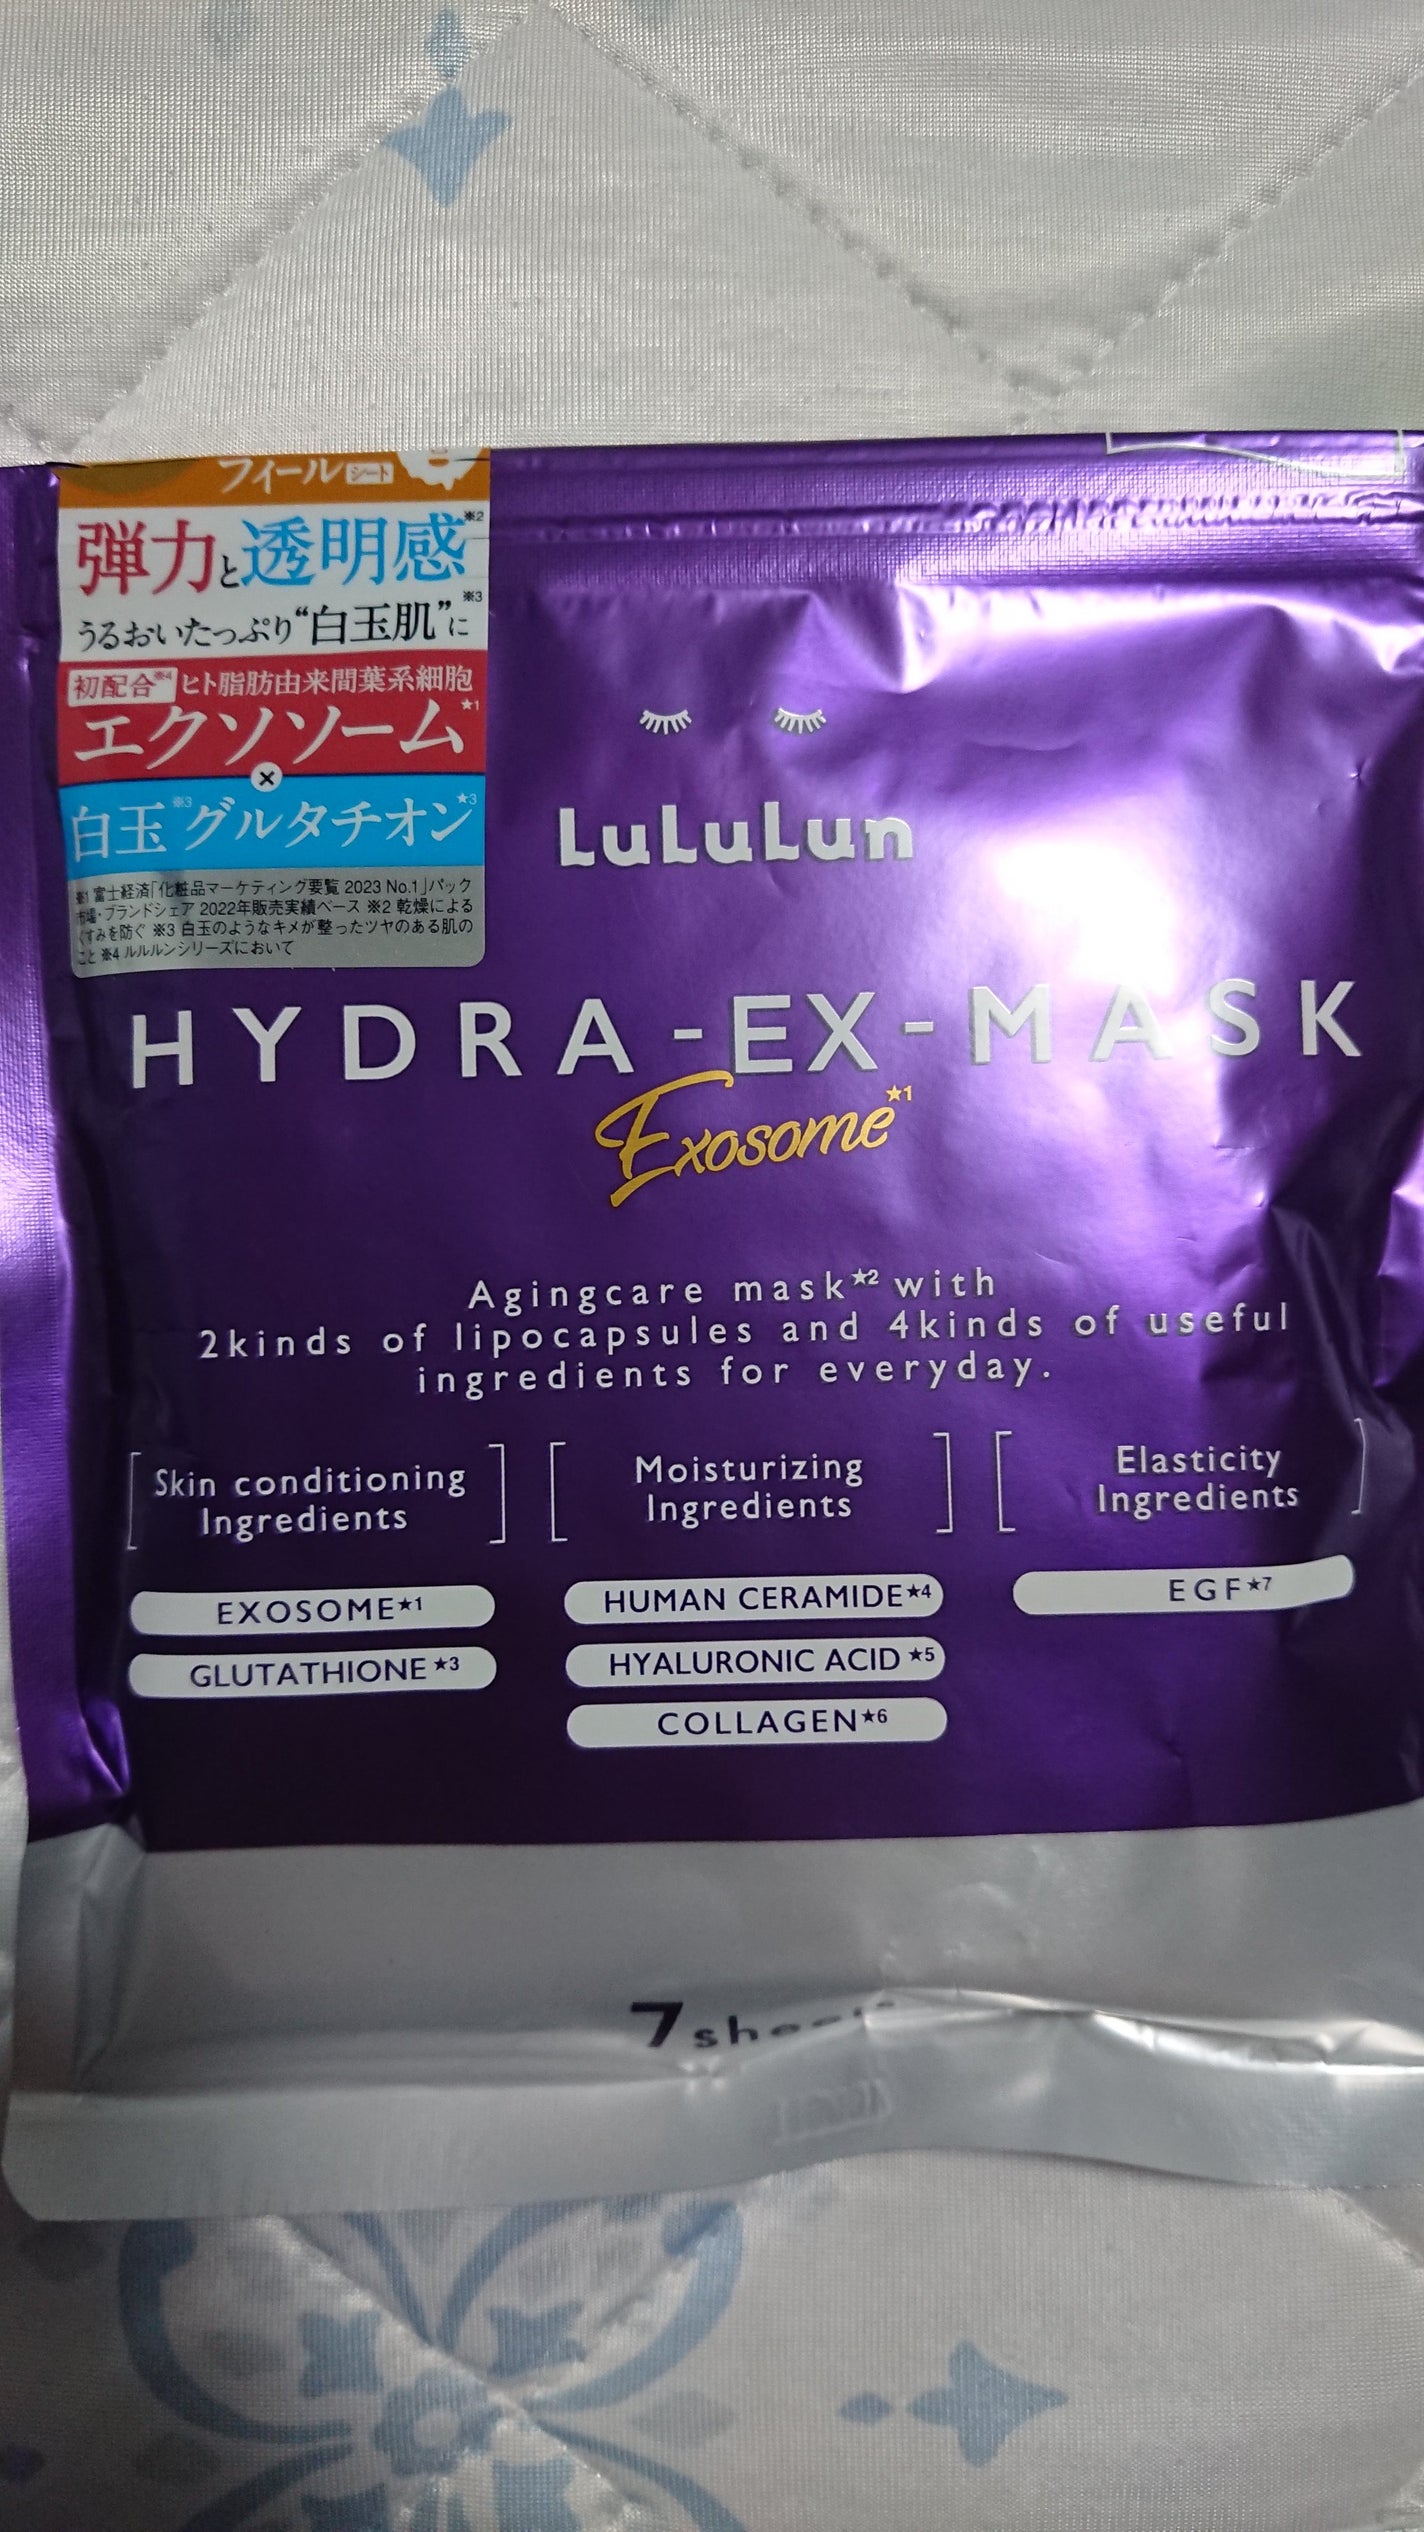 フィール シート
弾力と透明感※2
うるおいたっぷり“白玉肌”に※3
初配合※4 ヒト脂肪由来間葉系細胞
エクソソーム★1
×
白玉※3グルタチオン★3
※1 富士経済「化粧品マーケティング要覧 2023 No.1」パック
市場・ブランドシェア 2022年販売実績ベース ※2 乾燥による
くすみを防ぐ ※3 白玉のようなキメが整ったツヤのある肌の
こと ※4 ルルルンシリーズにおいて
LuLuLun
HYDRA-EX-MASK
Exosome★1
Agingcare mask★2 with
2kinds of lipocapsules and 4kinds of useful
ingredients for everyday.
Skin conditioning
Ingredients
EXOSOME★1
GLUTATHIONE★3
Moisturizing
Ingredients
HUMAN CERAMIDE★4
HYALURONIC ACID★5
COLLAGEN★6
Elasticity
Ingredients
EGF★7
7